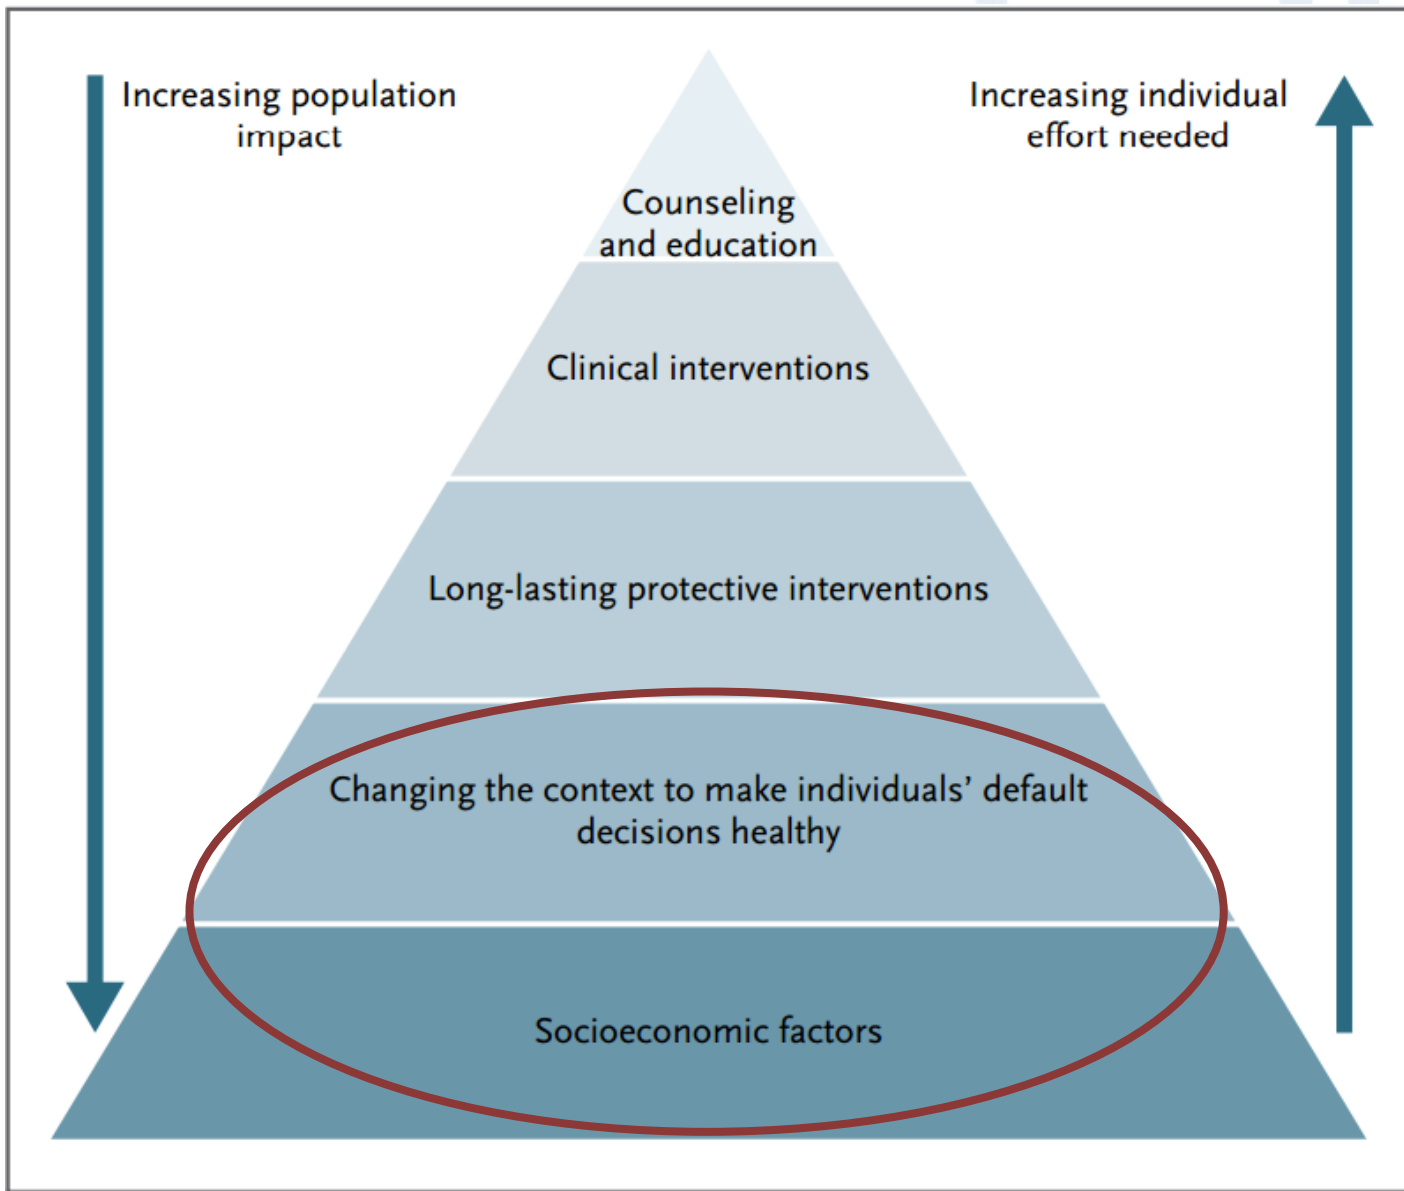 Increasing population
impact
Increasing individual
effort needed
Counseling
and education
Clinical interventions
Long-lasting protective interventions
Changing the context to make individuals’ default
decisions healthy
Socioeconomic factors